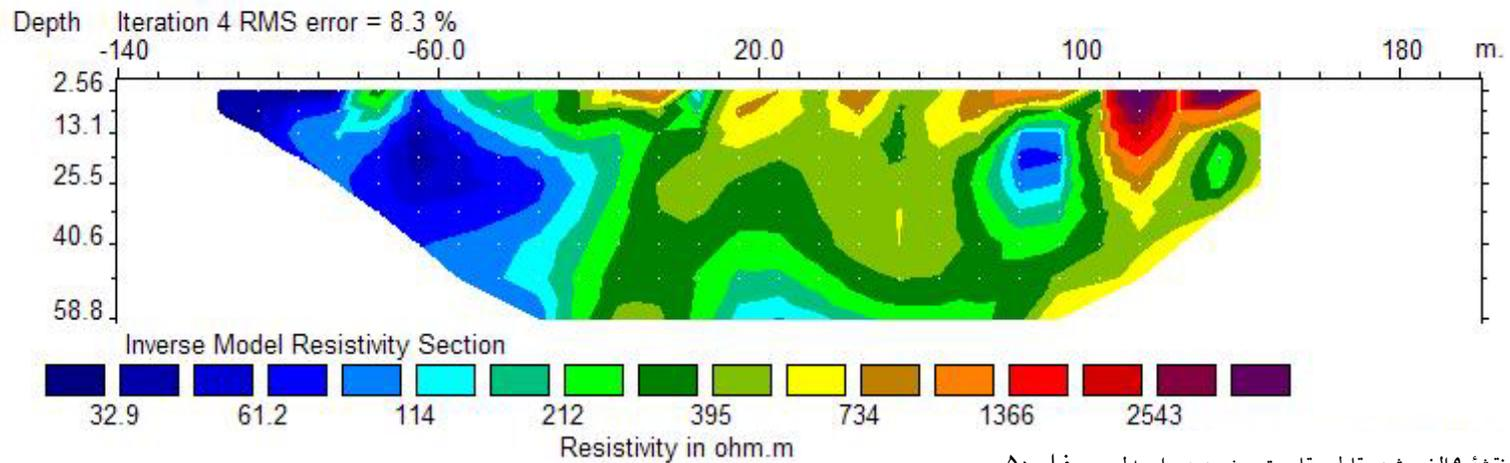 Depth Iteration 4 RMS error = 8.3 %
-140 -60.0 20.0 100 180 m.
2.56
13.1
25.5
40.6
58.8
Inverse Model Resistivity Section
32.9 61.2 114 212 395 734 1366 2543
Resistivity in ohm.m